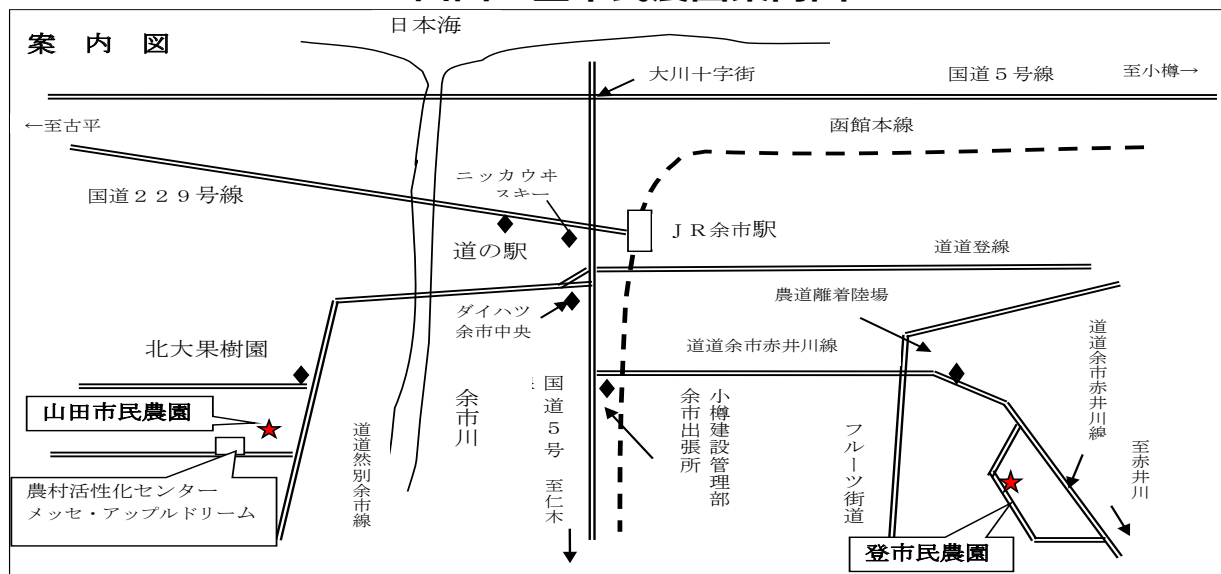 案内図
日本海
大川十字街
国道５号線
至小樽→
←至古平
函館本線
国道２２９号線
ニッカウヰ
スキー
ＪＲ余市駅
道の駅
道道登線
農道離着陸場
ダイハツ
余市中央
道道余市赤井川線
北大果樹園
山田市民農園
国道５号
至仁木
余市川
道道然別余市線
小樽建設管理部
余市出張所
フルーツ街道
道道余市赤井川線
至赤井川
農村活性化センター
メッセ・アップルドリーム
登市民農園